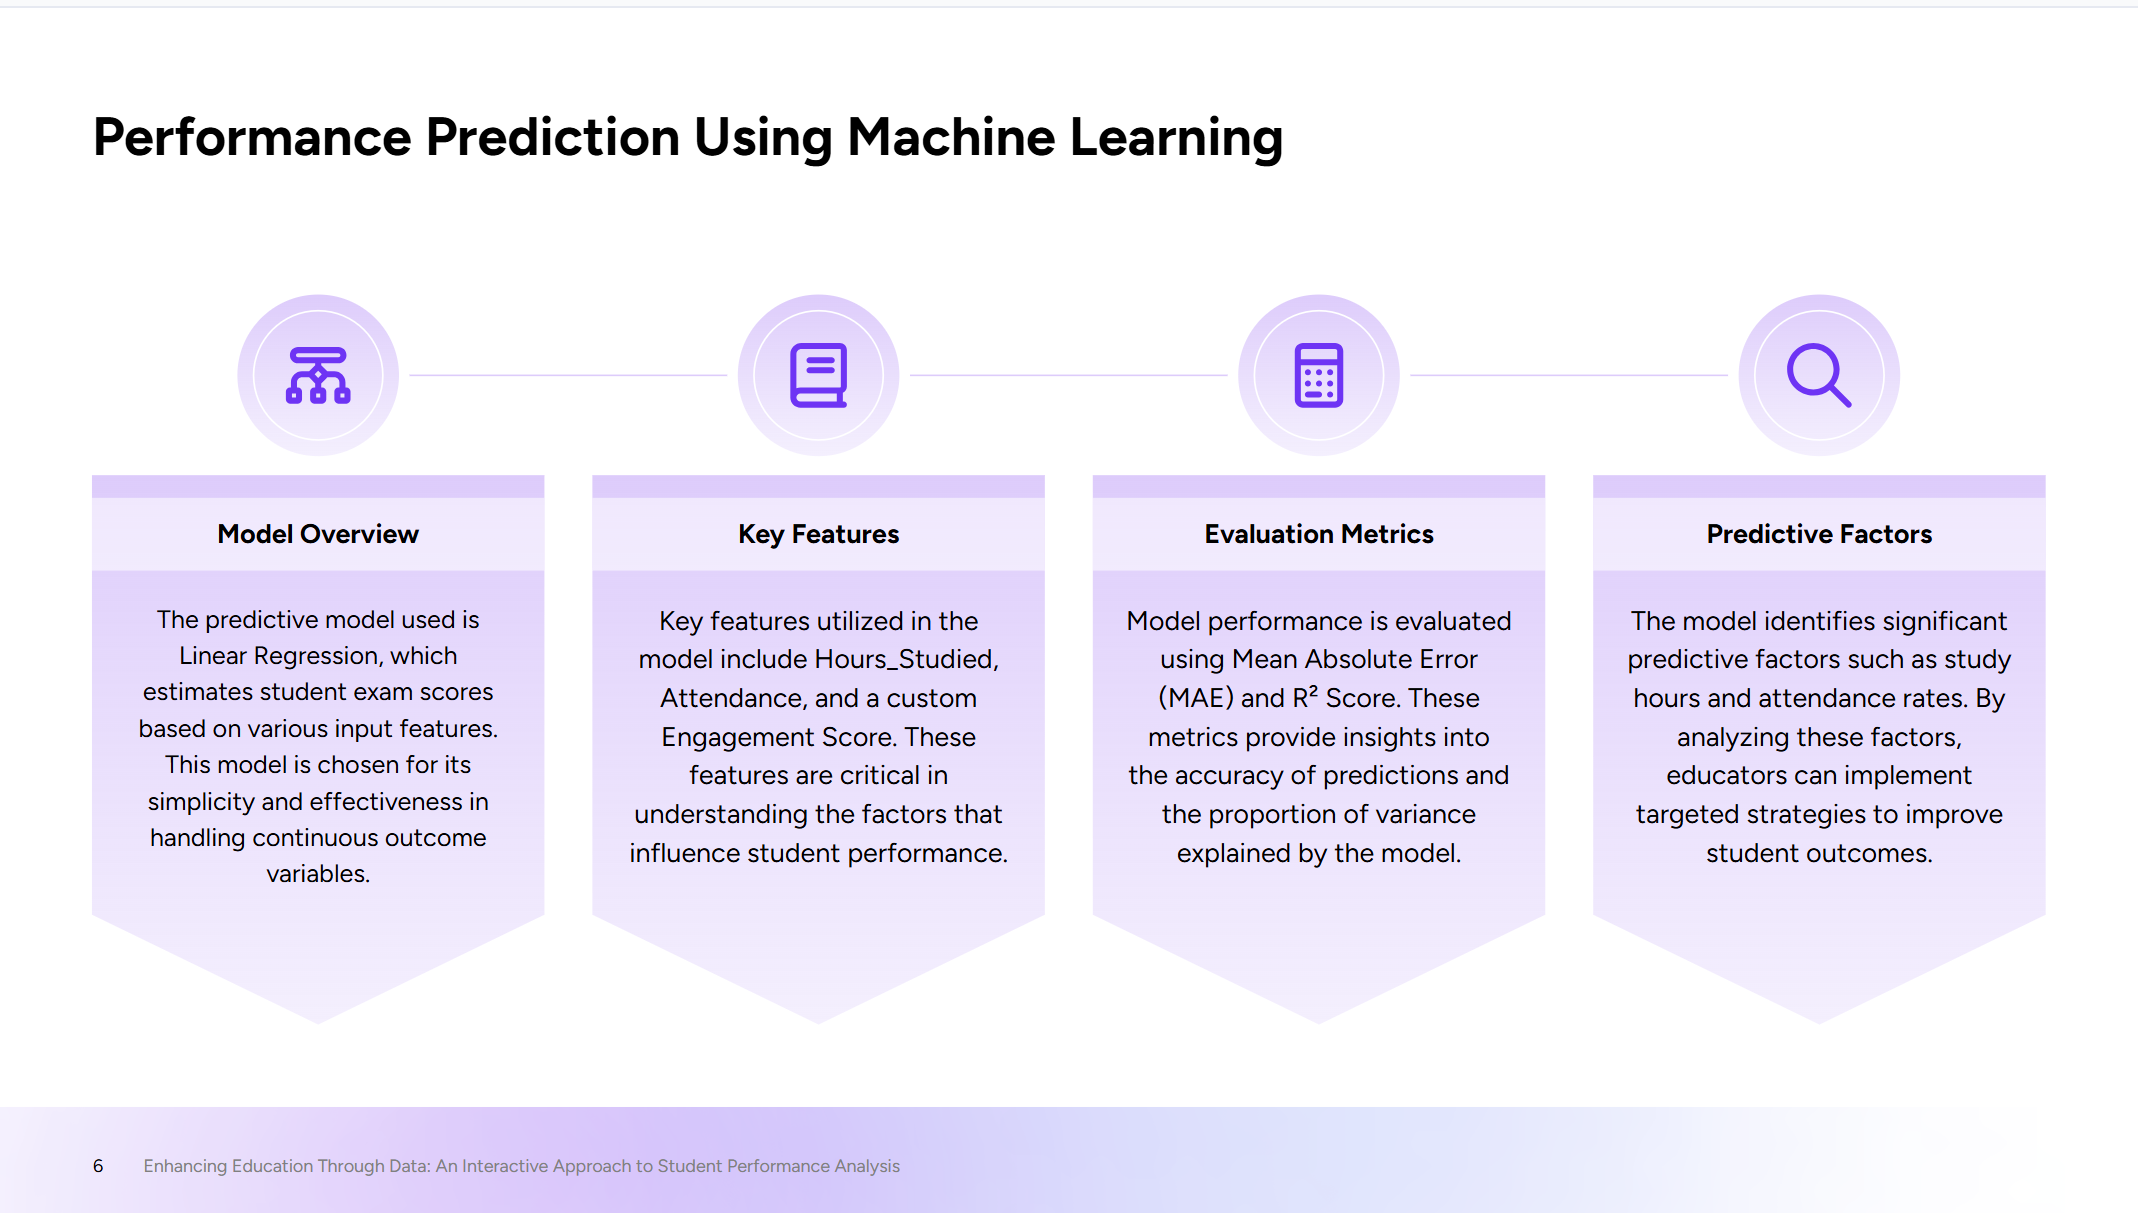 Performance Prediction Using Machine Learning
Model Overview
The predictive model used is
Linear Regression, which
estimates student exam scores
based on various input features.
This model is chosen for its
simplicity and effectiveness in
handling continuous outcome
variables.
Key Features
Key features utilized in the
model include Hours_Studied,
Attendance, and a custom
Engagement Score. These
features are critical in
understanding the factors that
influence student performance.
Evaluation Metrics
Model performance is evaluated
using Mean Absolute Error
(MAE) and R² Score. These
metrics provide insights into
the accuracy of predictions and
the proportion of variance
explained by the model.
Predictive Factors
The model identifies significant
predictive factors such as study
hours and attendance rates. By
analyzing these factors,
educators can implement
targeted strategies to improve
student outcomes.
6 Enhancing Education Through Data: An Interactive Approach to Student Performance Analysis